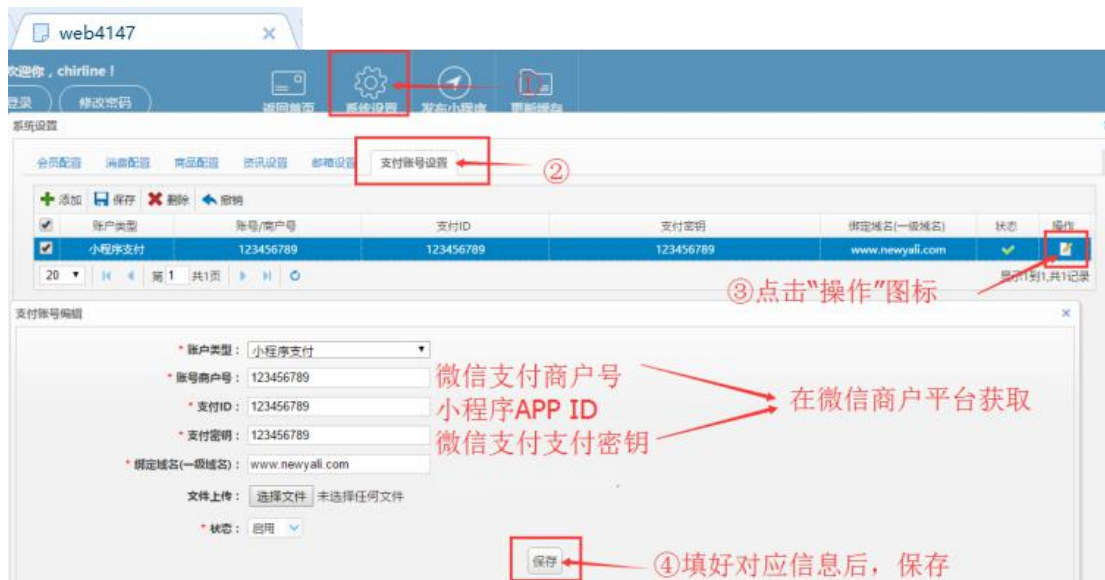 web4147
欢迎你，chirline！
登录 修改密码
返回首页 系统设置 发布小程序 更新缓存
①
系统设置
会员配置 消费配置 商品配置 资讯设置 邮箱设置 支付账号设置
②
添加 保存 删除 撤销
账户类型 账号/商户号 支付ID 支付密钥 绑定域名(一级域名) 状态 操作
小程序支付 123456789 123456789 123456789 www.newyali.com
20 第 1 共1页 显示1到1,共1记录
③点击“操作”图标
支付账号编辑
* 账户类型： 小程序支付
* 账号商户号： 123456789 微信支付商户号
* 支付ID： 123456789 小程序APP ID
在微信商户平台获取
* 支付密钥： 123456789 微信支付支付密钥
* 绑定域名(一级域名)： www.newyali.com
文件上传： 选择文件 未选择任何文件
* 状态： 启用
保存 ④填好对应信息后，保存